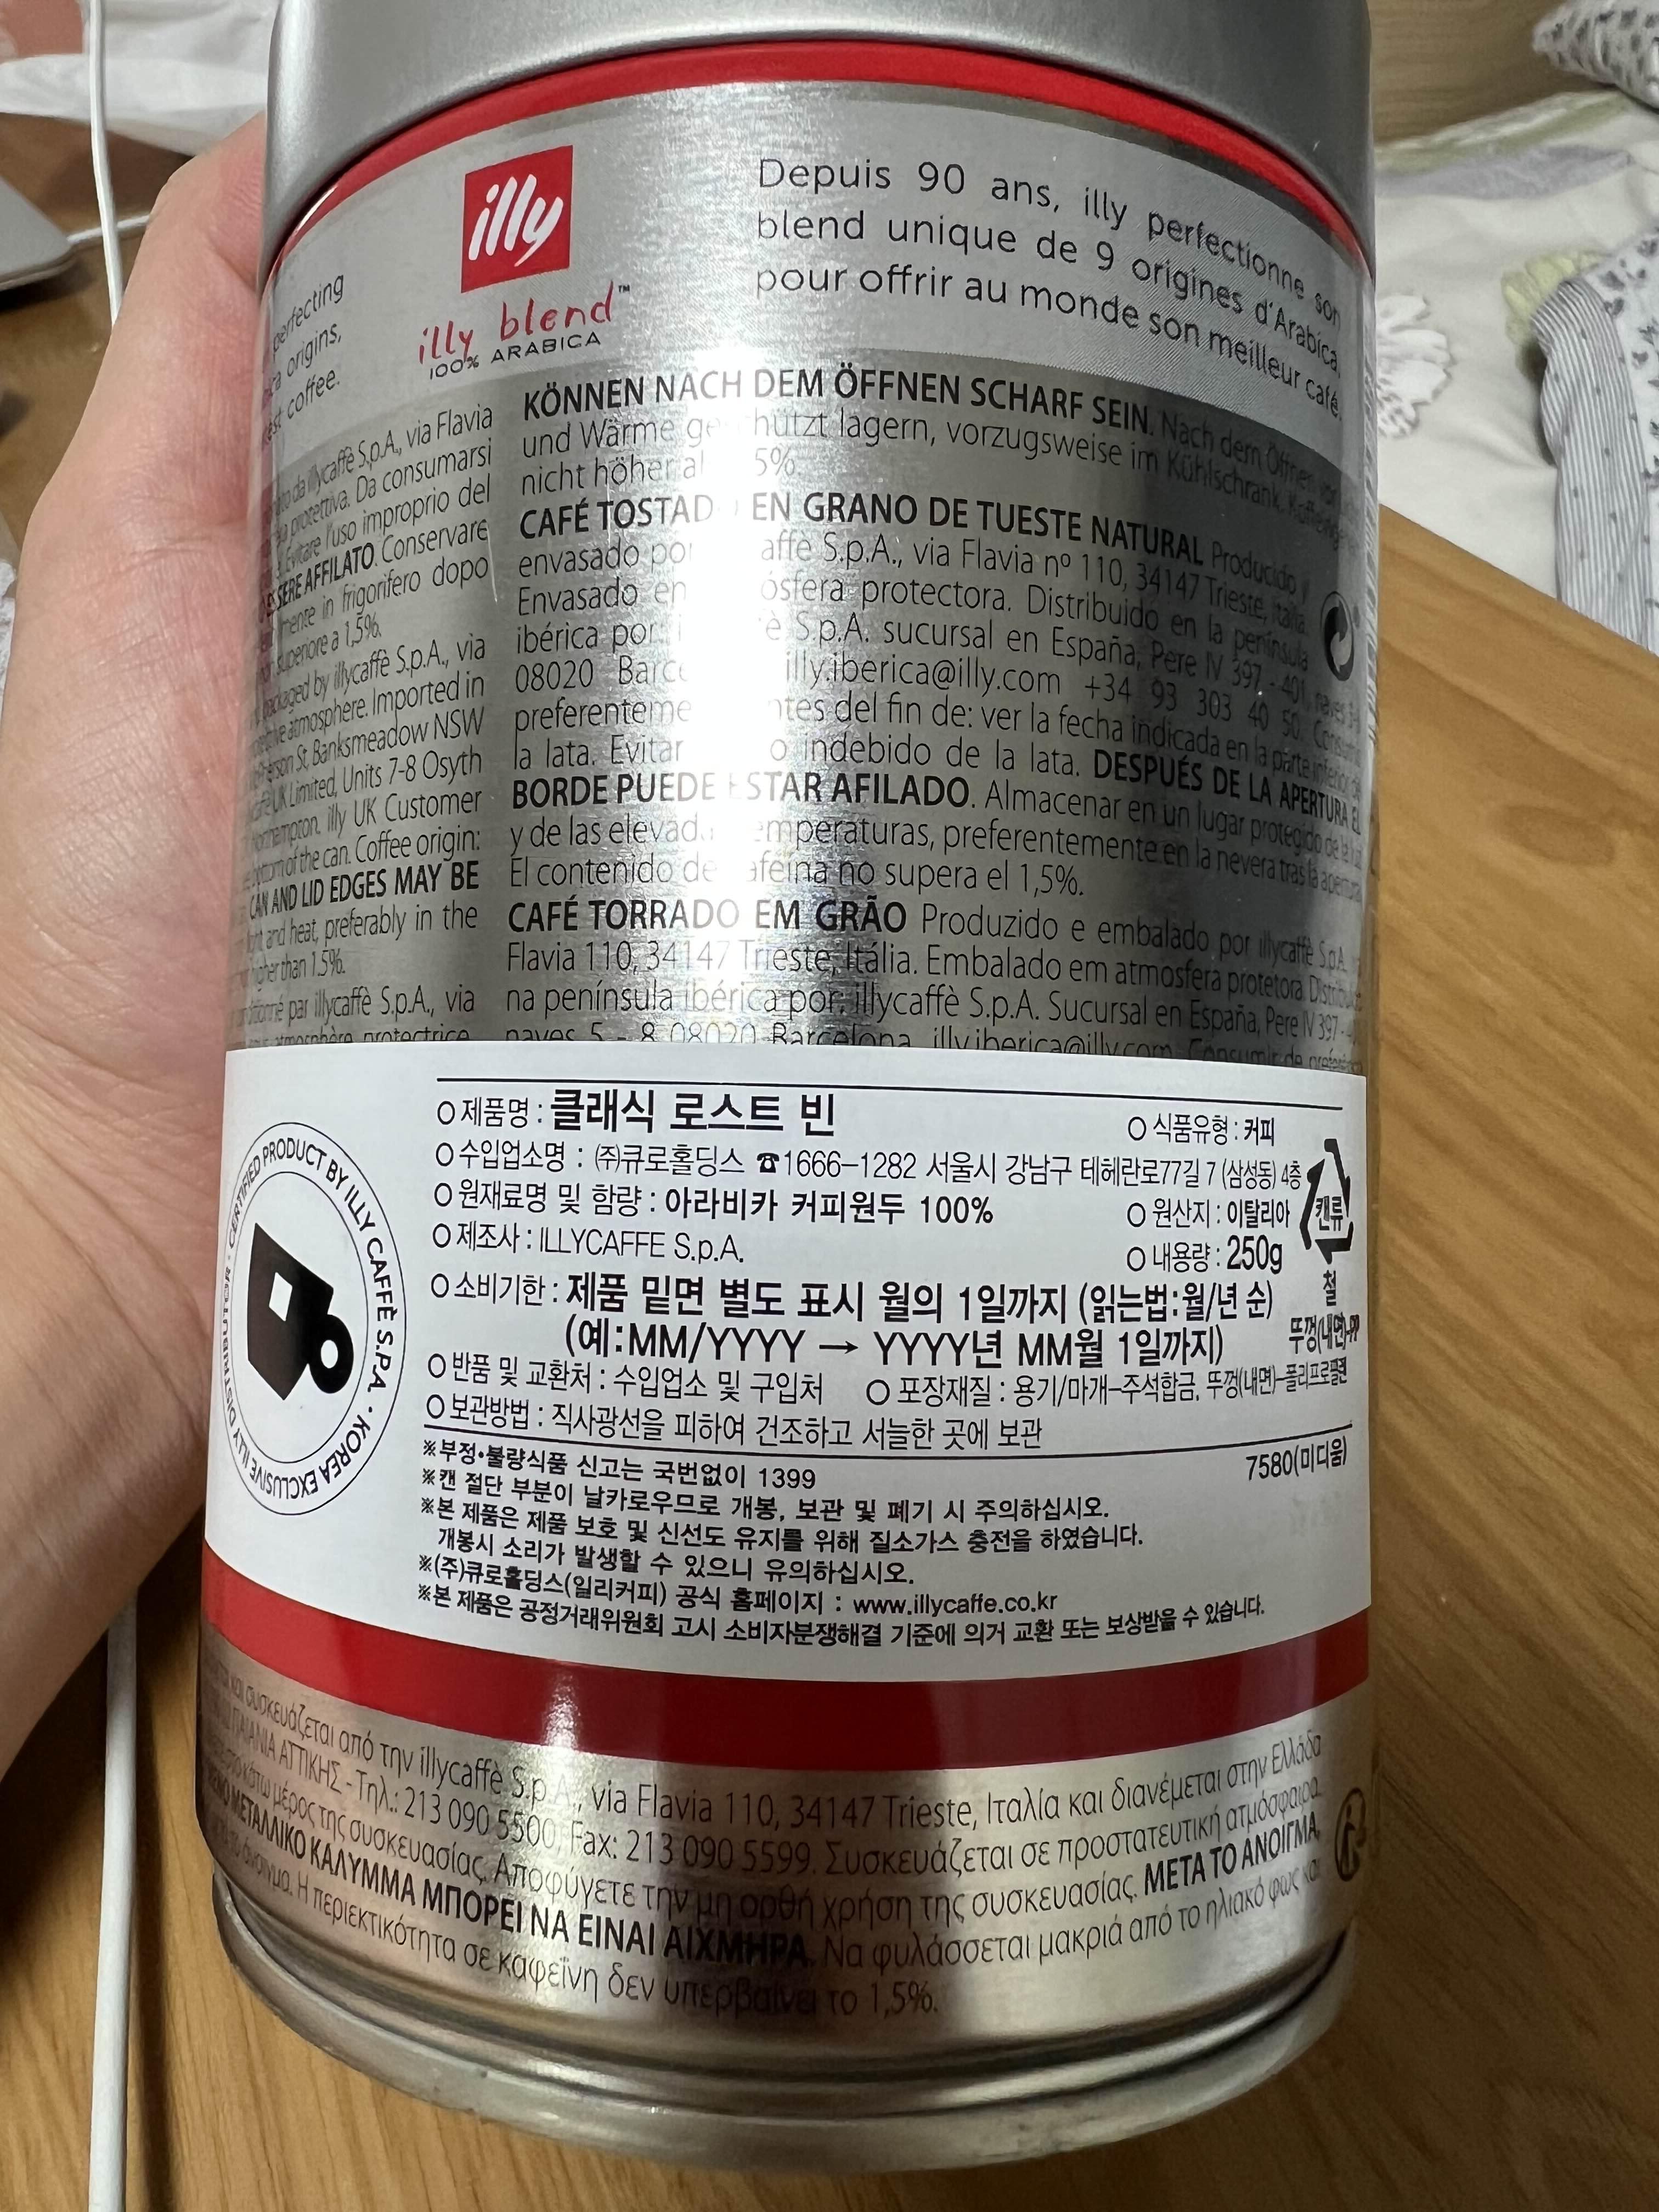 perfecting
origins,
coffee.
illy
illy blend™
100% ARABICA
Depuis 90 ans, illy perfectionne son
blend unique de 9 origines d'Arabica,
pour offrir au monde son meilleur café.
da illycaffè S.p.A., via Flavia
protettiva. Da consumarsi
Evitare l'uso improprio del
ESSERE AFFILATO. Conservare
in frigorifero dopo
superiore a 1,5%.
packaged by illycaffè S.p.A., via
atmosphere. Imported in
St, Banksmeadow NSW
UK Limited, Units 7-8 Osyth
Northampton. illy UK Customer
bottom of the can. Coffee origin:
CAN AND LID EDGES MAY BE
and heat, preferably in the
higher than 1.5%.
par illycaffè S.p.A., via
atmosphère protectrice
KÖNNEN NACH DEM ÖFFNEN SCHARF SEIN. Nach dem Öffnen vor
und Wärme geschützt lagern, vorzugsweise im Kühlschrank.
nicht höher 5%.
CAFÉ TOSTADO EN GRANO DE TUESTE NATURAL Producido y
envasado por S.p.A., via Flavia nº 110, 34147 Trieste, Italia.
Envasado en protectora. Distribuido en la península
ibérica por S.p.A. sucursal en España, Pere IV 397 - 401, naves
08020 illy.iberica@illy.com +34 93 303 40 50.
del fin de: ver la fecha indicada en la parte inferior de
la lata. Evitar indebido de la lata. DESPUÉS DE LA APERTURA EL
BORDE PUEDE ESTAR AFILADO. Almacenar en un lugar protegido de la luz
y de las elevadas temperaturas, preferentemente en la nevera tras la apertura.
El contenido de cafeína no supera el 1,5%.
CAFÉ TORRADO EM GRÃO Produzido e embalado por illycaffè S.p.A.
Flavia 110, 34147 Trieste, Itália. Embalado em atmosfera protetora.
na península ibérica por: illycaffè S.p.A. Sucursal en España, Pere IV 397 -
naves 5 - 8 08020 Barcelona, illy.iberica@illy.com Consumir de
CERTIFIED PRODUCT BY ILLY CAFFÈ S.P.A. • KOREA EXCLUSIVE ILLY DISTRIBUTOR •
○ 제품명 : 클래식 로스트 빈 ○ 식품유형 : 커피
○ 수입업소명 : ㈜큐로홀딩스 ☎1666-1282 서울시 강남구 테헤란로77길 7 (삼성동) 4층
○ 원재료명 및 함량 : 아라비카 커피원두 100% ○ 원산지 : 이탈리아
○ 제조사 : ILLYCAFFE S.p.A. ○ 내용량 : 250g
캔류
철
뚜껑(내면)-PP
○ 소비기한 : 제품 밑면 별도 표시 월의 1일까지 (읽는법:월/년 순)
(예:MM/YYYY → YYYY년 MM월 1일까지)
○ 반품 및 교환처 : 수입업소 및 구입처 ○ 포장재질 : 용기/마개-주석합금, 뚜껑(내면)-폴리프로필렌
○ 보관방법 : 직사광선을 피하여 건조하고 서늘한 곳에 보관
7580(미디움)
※부정•불량식품 신고는 국번없이 1399
※캔 절단 부분이 날카로우므로 개봉, 보관 및 폐기 시 주의하십시오.
※본 제품은 제품 보호 및 신선도 유지를 위해 질소가스 충전을 하였습니다.
개봉시 소리가 발생할 수 있으니 유의하십시오.
※(주)큐로홀딩스(일리커피) 공식 홈페이지 : www.illycaffe.co.kr
※본 제품은 공정거래위원회 고시 소비자분쟁해결 기준에 의거 교환 또는 보상받을 수 있습니다.
και συσκευάζεται από την illycaffè S.p.A., via Flavia 110, 34147 Trieste, Ιταλία και διανέμεται στην Ελλάδα
ΠΑΙΑΝΙΑ ΑΤΤΙΚΗΣ - Τηλ.: 213 090 5500, Fax: 213 090 5599. Συσκευάζεται σε προστατευτική ατμόσφαιρα.
στο κάτω μέρος της συσκευασίας. Αποφύγετε την μη ορθή χρήση της συσκευασίας. ΜΕΤΑ ΤΟ ΑΝΟΙΓΜΑ,
ΜΕΤΑΛΛΙΚΟ ΚΑΛΥΜΜΑ ΜΠΟΡΕΙ ΝΑ ΕΙΝΑΙ ΑΙΧΜΗΡΑ. Να φυλάσσεται μακριά από το ηλιακό φως και
το άνοιγμα. Η περιεκτικότητα σε καφεΐνη δεν υπερβαίνει το 1,5%.